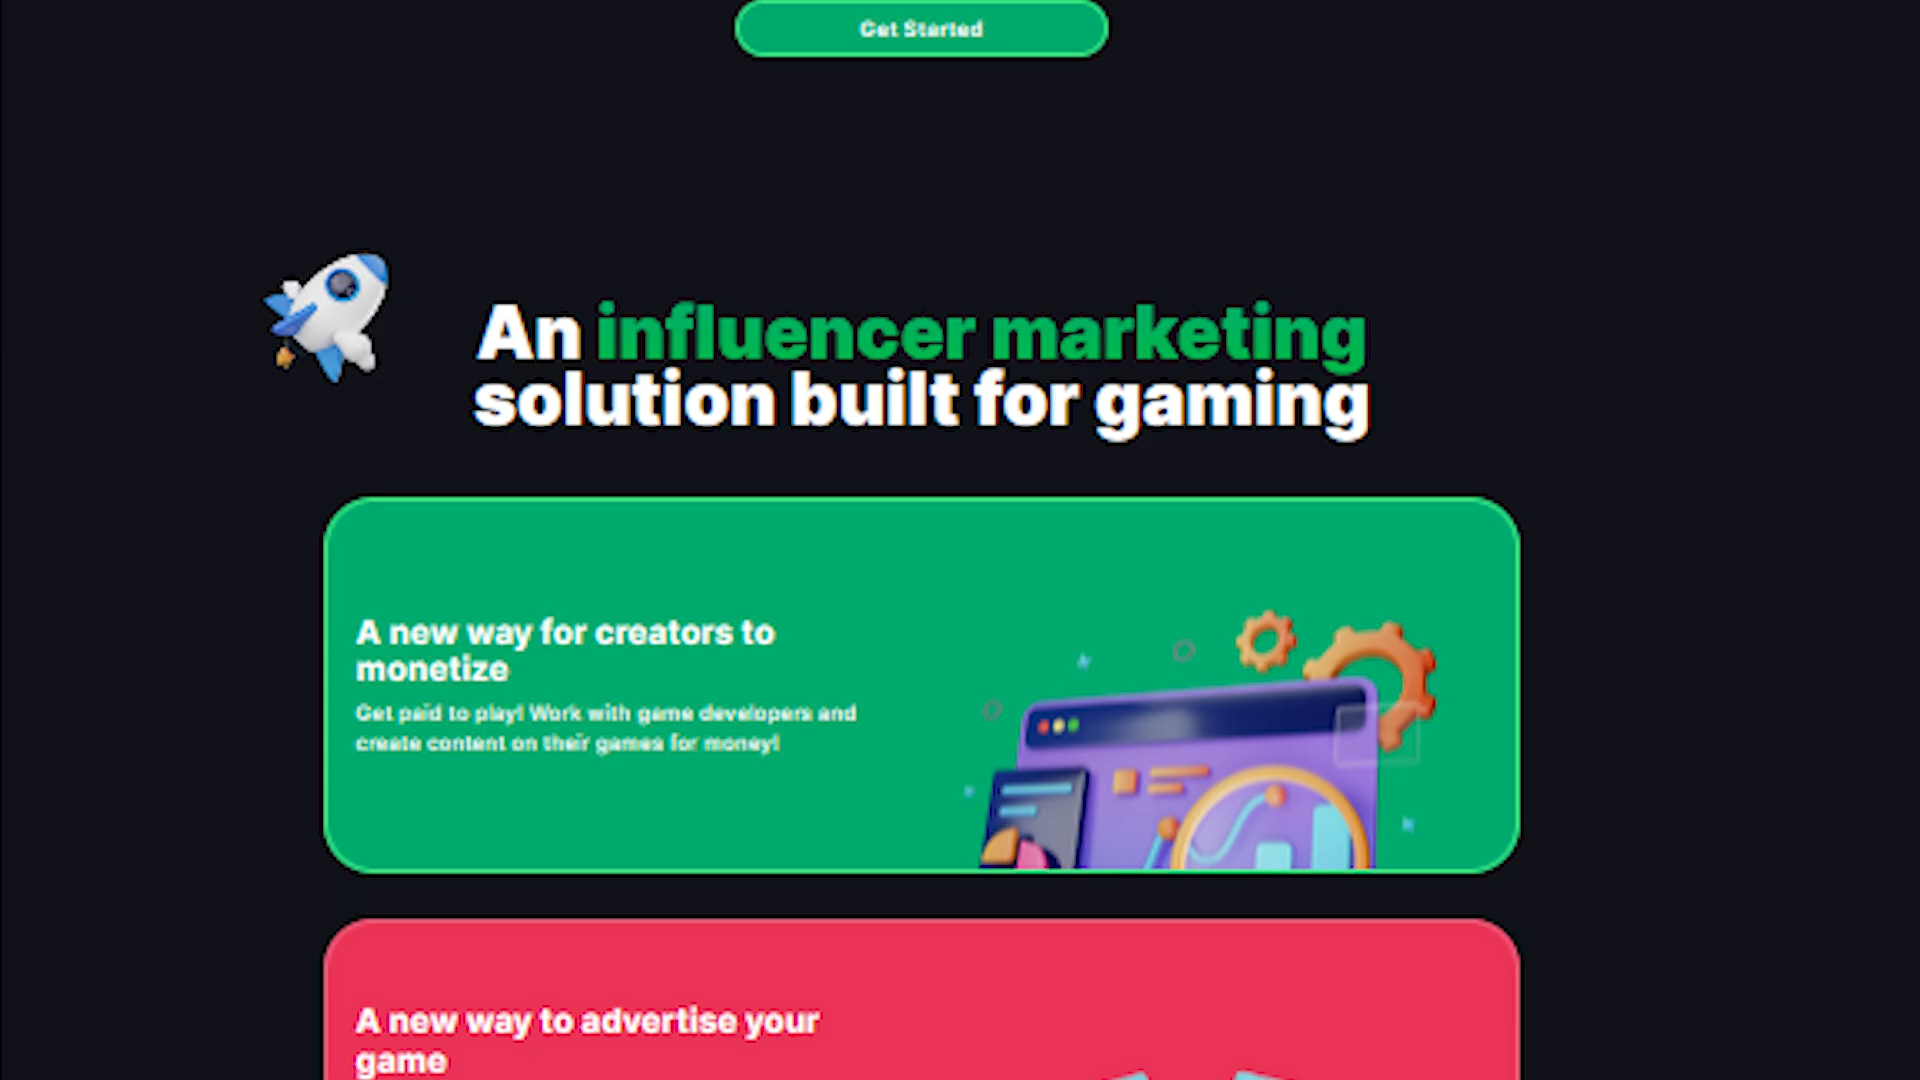 Get Started
An influencer marketing
solution built for gaming
A new way for creators to
monetize
Get paid to play! Work with game developers and
create content on their games for money!
A new way to advertise your
game